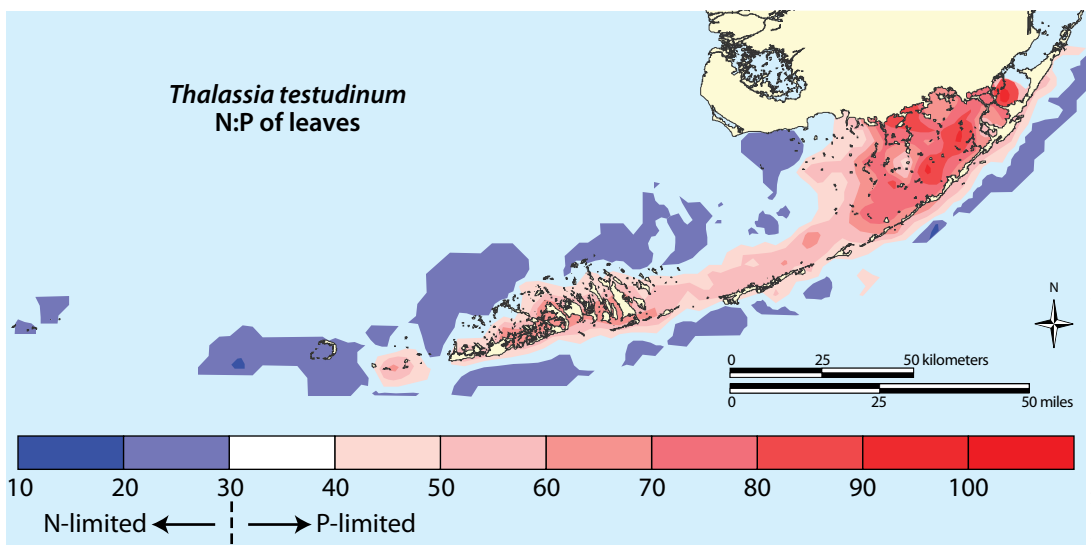 Thalassia testudinum
N:P of leaves
N
0 25 50 kilometers
0 25 50 miles
10 20 30 40 50 60 70 80 90 100
N-limited P-limited